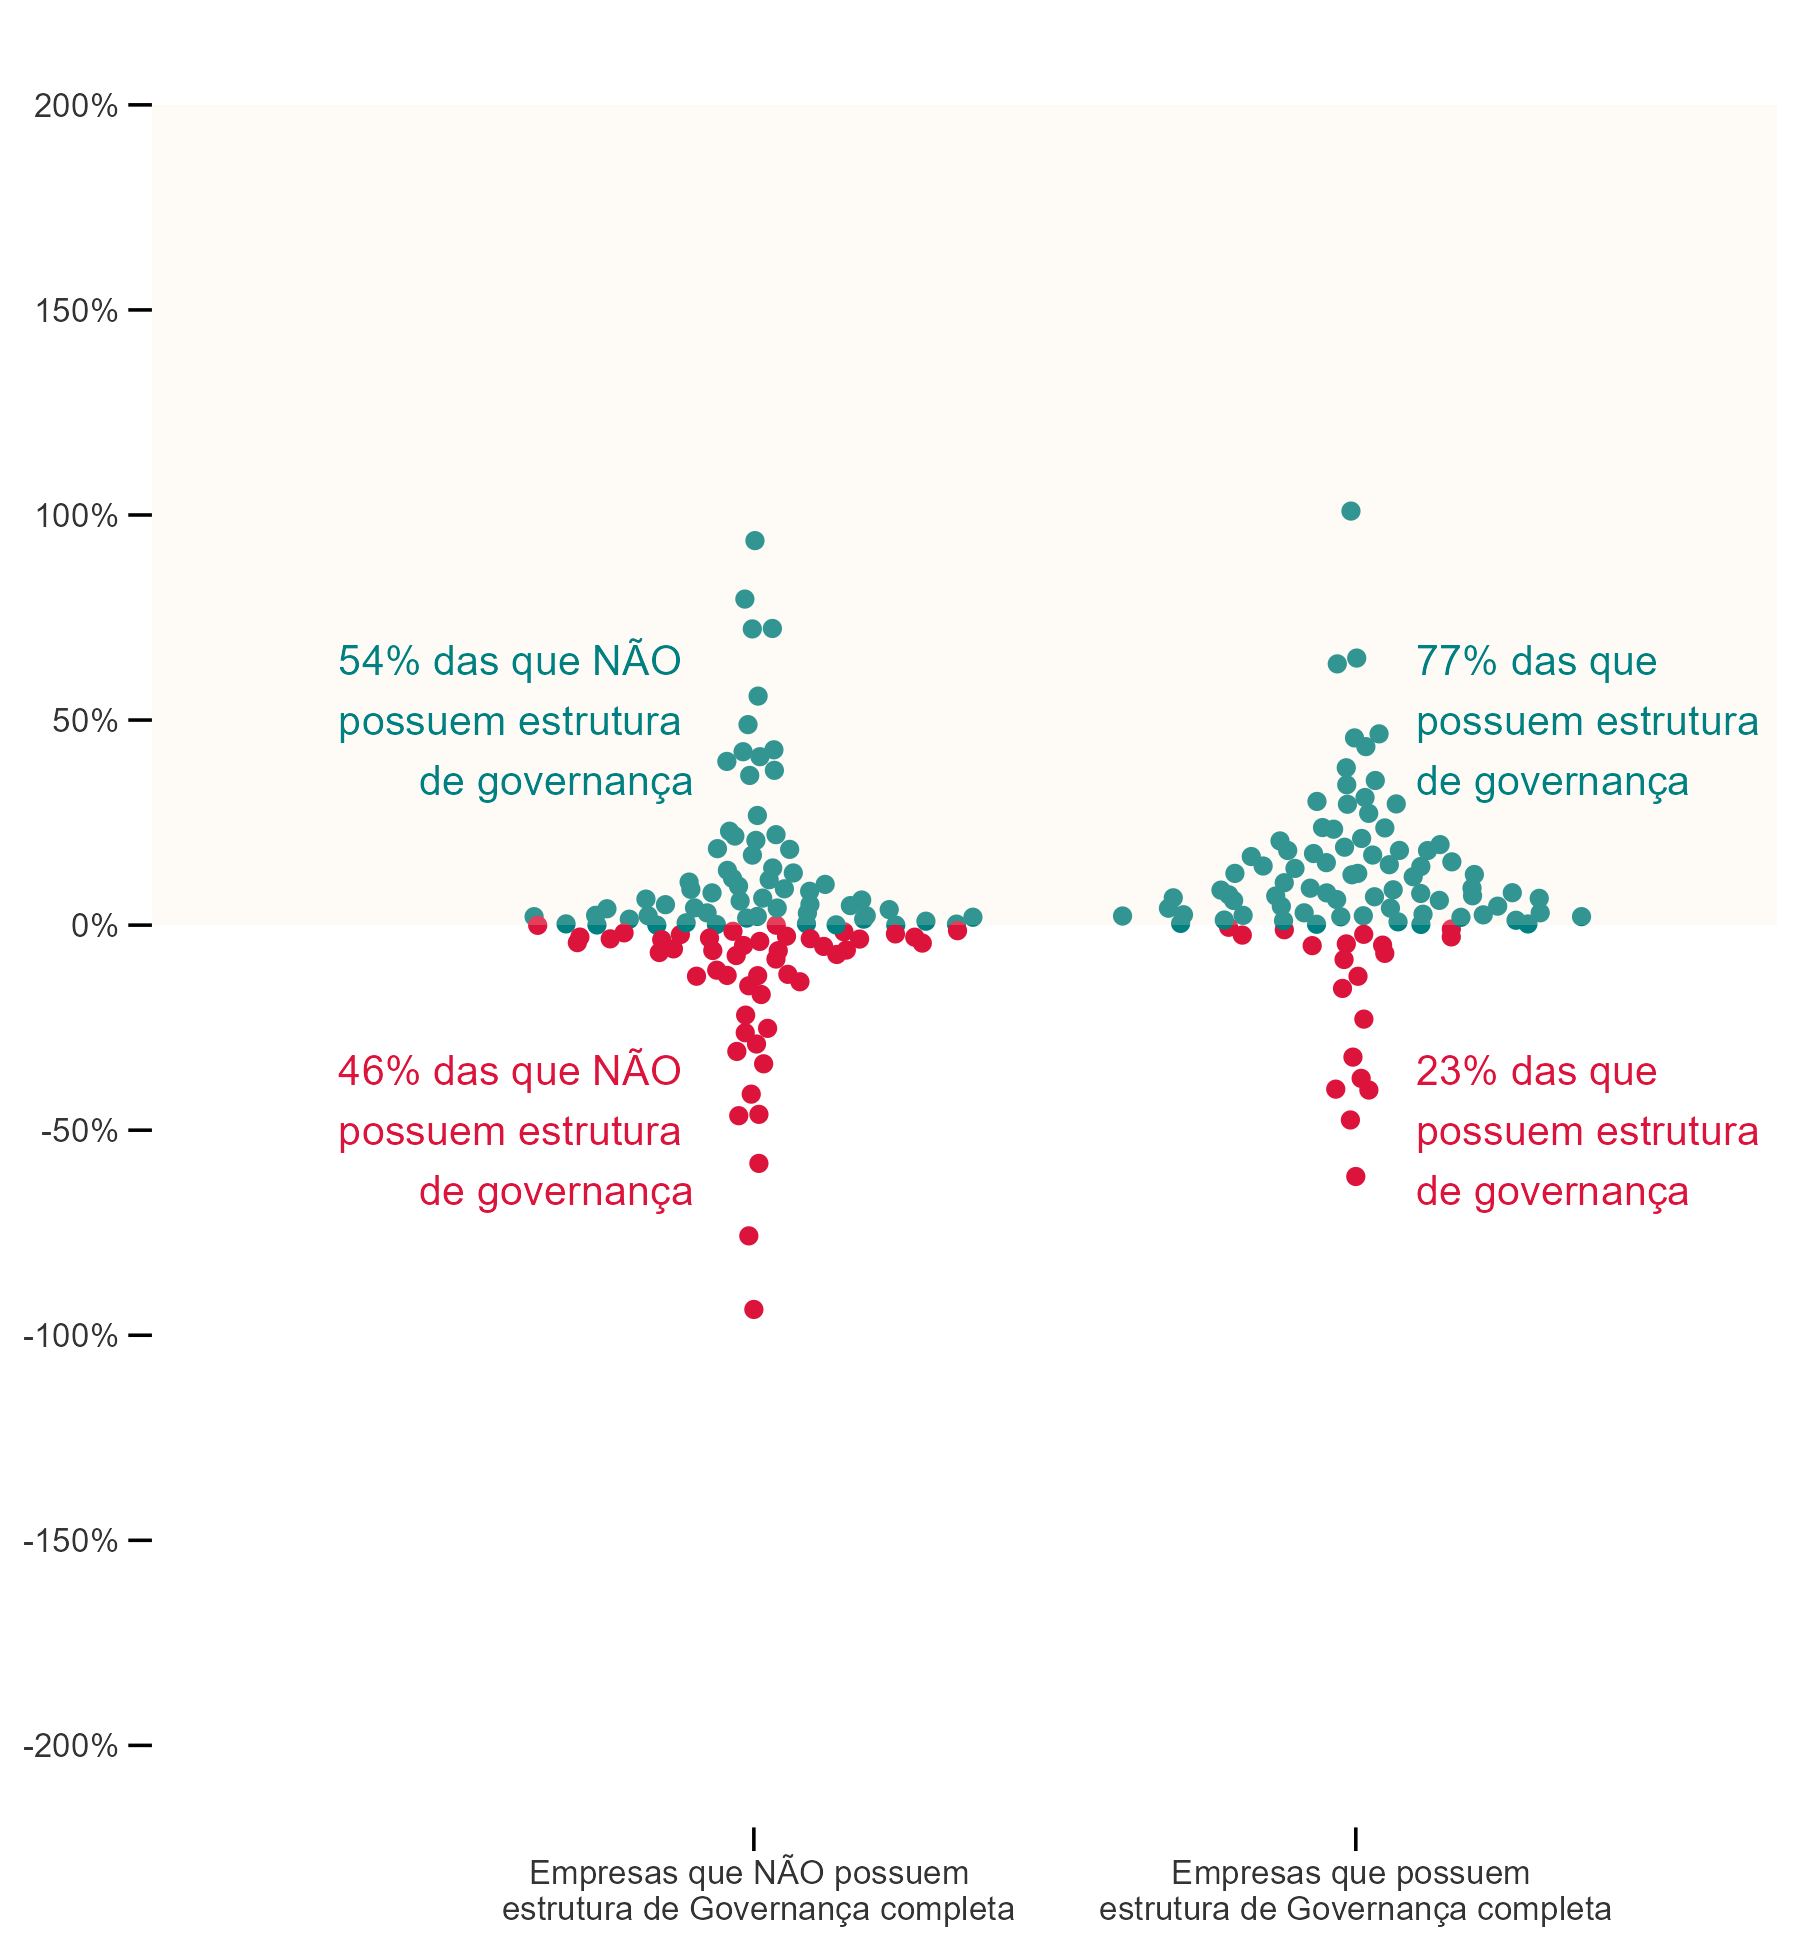 200%
150%
100%
54% das que NÃO
possuem estrutura
de governança
77% das que
possuem estrutura
de governança
50%
0%
46% das que NÃO
possuem estrutura
de governança
23% das que
possuem estrutura
de governança
-50%
-100%
-150%
-200%
Empresas que NÃO possuem
estrutura de Governança completa
Empresas que possuem
estrutura de Governança completa